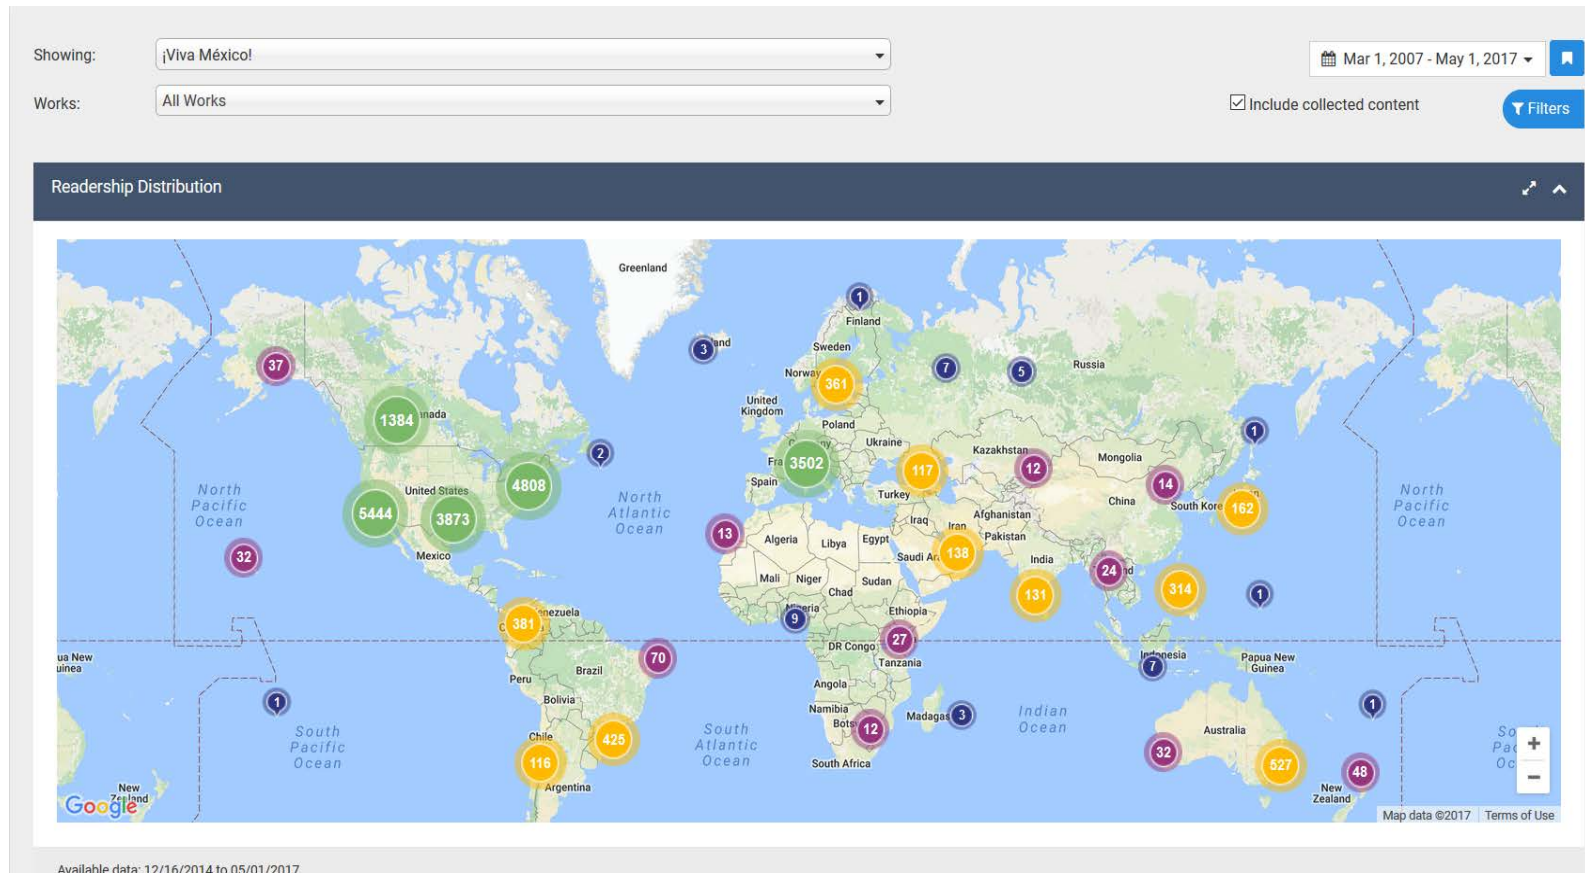 Showing:
¡Viva México!
Mar 1, 2007 - May 1, 2017
Works:
All Works
Include collected content
Filters
Readership Distribution
Greenland
1
Finland
3
Sweden
7
5
Russia
37
Norway
361
1384
United
Kingdom
Poland
1
Ukraine
2
Kazakhstan
Mongolia
3502
117
12
4808
Spain
United States
Turkey
14
China
South Kore
162
North
Pacific
Ocean
North
Atlantic
Ocean
North
Pacific
Ocean
5444
3873
Afghanistan
Iraq
Iran
Pakistan
13
Algeria
Libya
Egypt
138
32
Mexico
India
24
Mali
Niger
Chad
Sudan
131
314
1
381
9
Ethiopia
27
DR Congo
Tanzania
70
Brazil
Peru
7
Papua New
Guinea
Angola
Bolivia
Namibia
1
Madagas
3
Indian
Ocean
1
12
South
Pacific
Ocean
Chile
425
South
Atlantic
Ocean
Australia
32
116
South Africa
527
48
Argentina
New
Zealand
New
Google
Map data ©2017
Terms of Use
Available data: 12/16/2014 to 05/01/2017